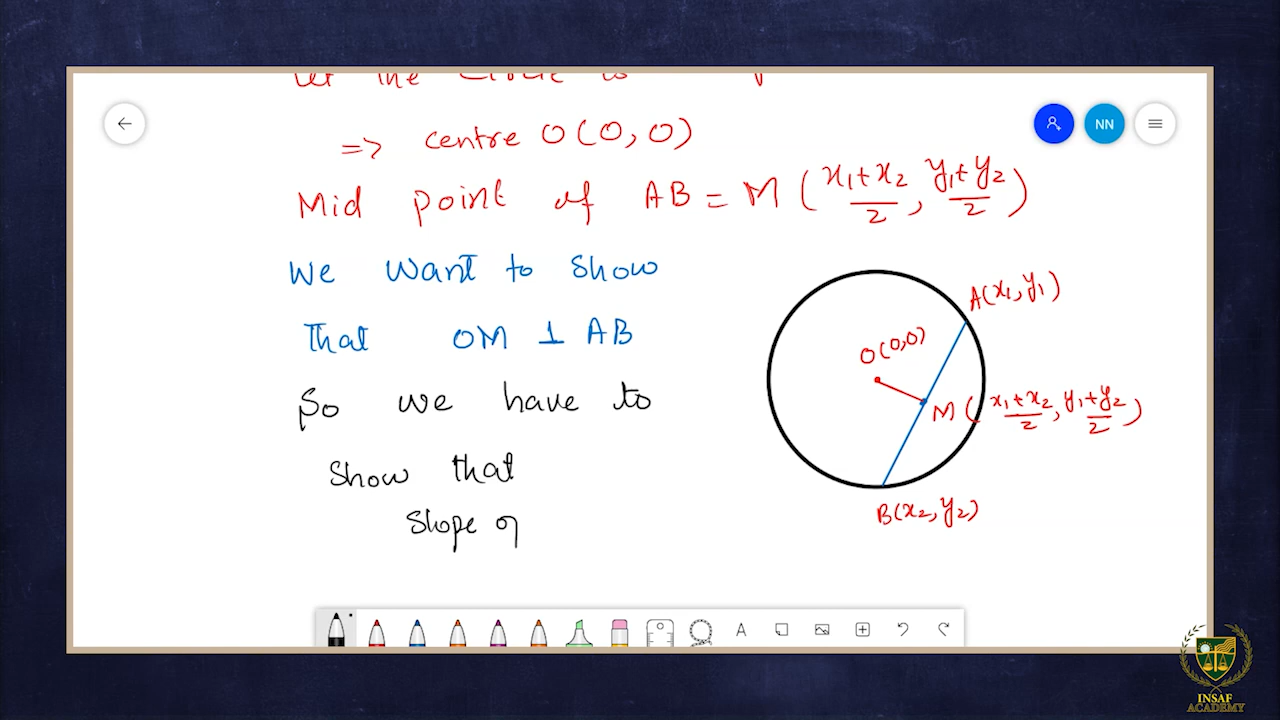 => centre O(0,0)
NN
Mid point of AB = M (x1+x2/2, y1+y2/2)
We want to show
that OM ⊥ AB
So we have to
show that
Slope o
A(x1, y1)
O(0,0)
M (x1+x2/2, y1+y2/2)
B(x2, y2)
A
INSAF
ACADEMY